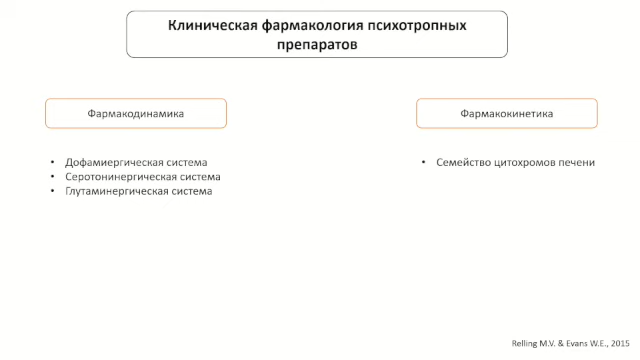 Клиническая фармакология психотропных
препаратов
Фармакодинамика
Фармакокинетика
• Дофамиергическая система
• Серотонинергическая система
• Глутаминергическая система
• Семейство цитохромов печени
Relling M.V. & Evans W.E., 2015